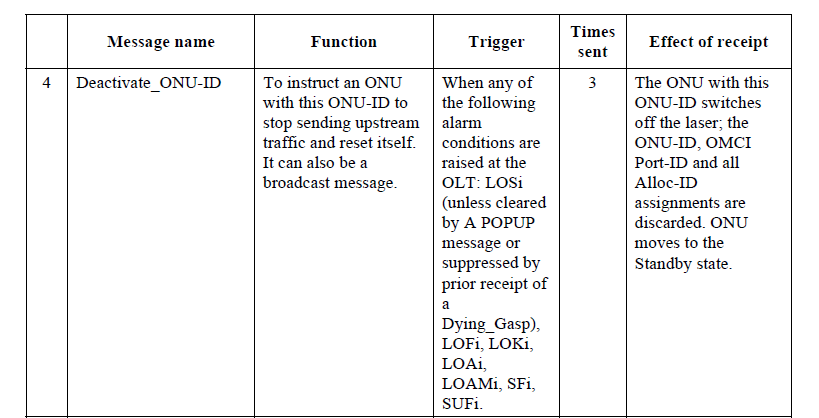 Message name
Function
Trigger
Times
sent
Effect of receipt
4
Deactivate_ONU-ID
To instruct an ONU
with this ONU-ID to
stop sending upstream
traffic and reset itself.
It can also be a
broadcast message.
When any of
the following
alarm
conditions are
raised at the
OLT: LOSi
(unless cleared
by A POPUP
message or
suppressed by
prior receipt of
a
Dying_Gasp),
LOFi, LOKi,
LOAi,
LOAMi, SFi,
SUFi.
3
The ONU with this
ONU-ID switches
off the laser; the
ONU-ID, OMCI
Port-ID and all
Alloc-ID
assignments are
discarded. ONU
moves to the
Standby state.